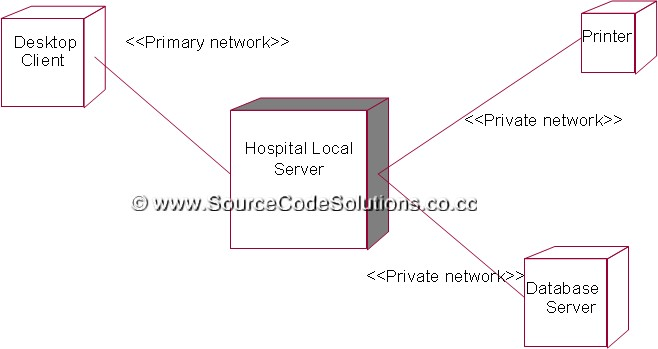 Desktop
Client
<<Primary network>>
Printer
<<Private network>>
Hospital Local
Server
© www.SourceCodeSolutions.co.cc
<<Private network>>
Database
Server